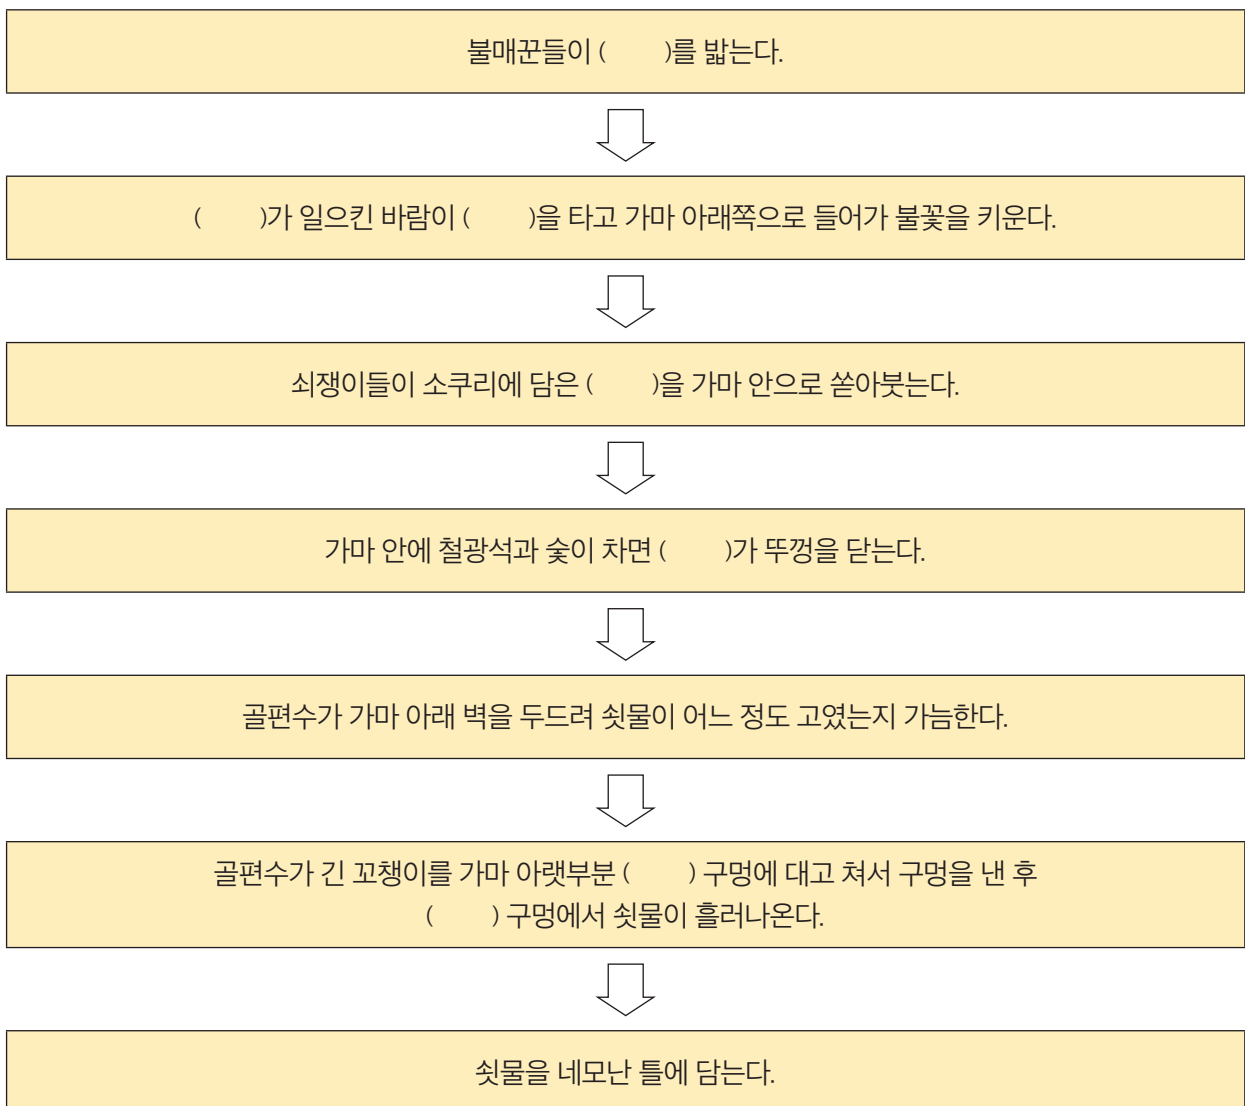 불매꾼들이 (      )를 밟는다.
(      )가 일으킨 바람이 (      )을 타고 가마 아래쪽으로 들어가 불꽃을 키운다.
쇠쟁이들이 소쿠리에 담은 (      )을 가마 안으로 쏟아붓는다.
가마 안에 철광석과 숯이 차면 (      )가 뚜껑을 닫는다.
골편수가 가마 아래 벽을 두드려 쇳물이 어느 정도 고였는지 가늠한다.
골편수가 긴 꼬챙이를 가마 아랫부분 (      ) 구멍에 대고 쳐서 구멍을 낸 후
(      ) 구멍에서 쇳물이 흘러나온다.
쇳물을 네모난 틀에 담는다.